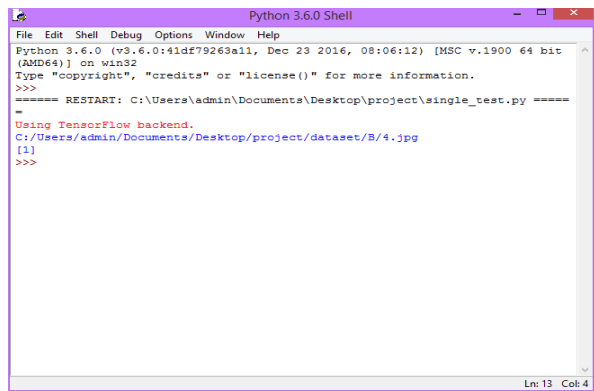 Python 3.6.0 Shell
File Edit Shell Debug Options Window Help
Python 3.6.0 (v3.6.0:41df79263a11, Dec 23 2016, 08:06:12) [MSC v.1900 64 bit
(AMD64)] on win32
Type "copyright", "credits" or "license()" for more information.
>>>
====== RESTART: C:\Users\admin\Documents\Desktop\project\single_test.py =====
=
Using TensorFlow backend.
C:/Users/admin/Documents/Desktop/project/dataset/B/4.jpg
[1]
>>>
Ln: 13 Col: 4